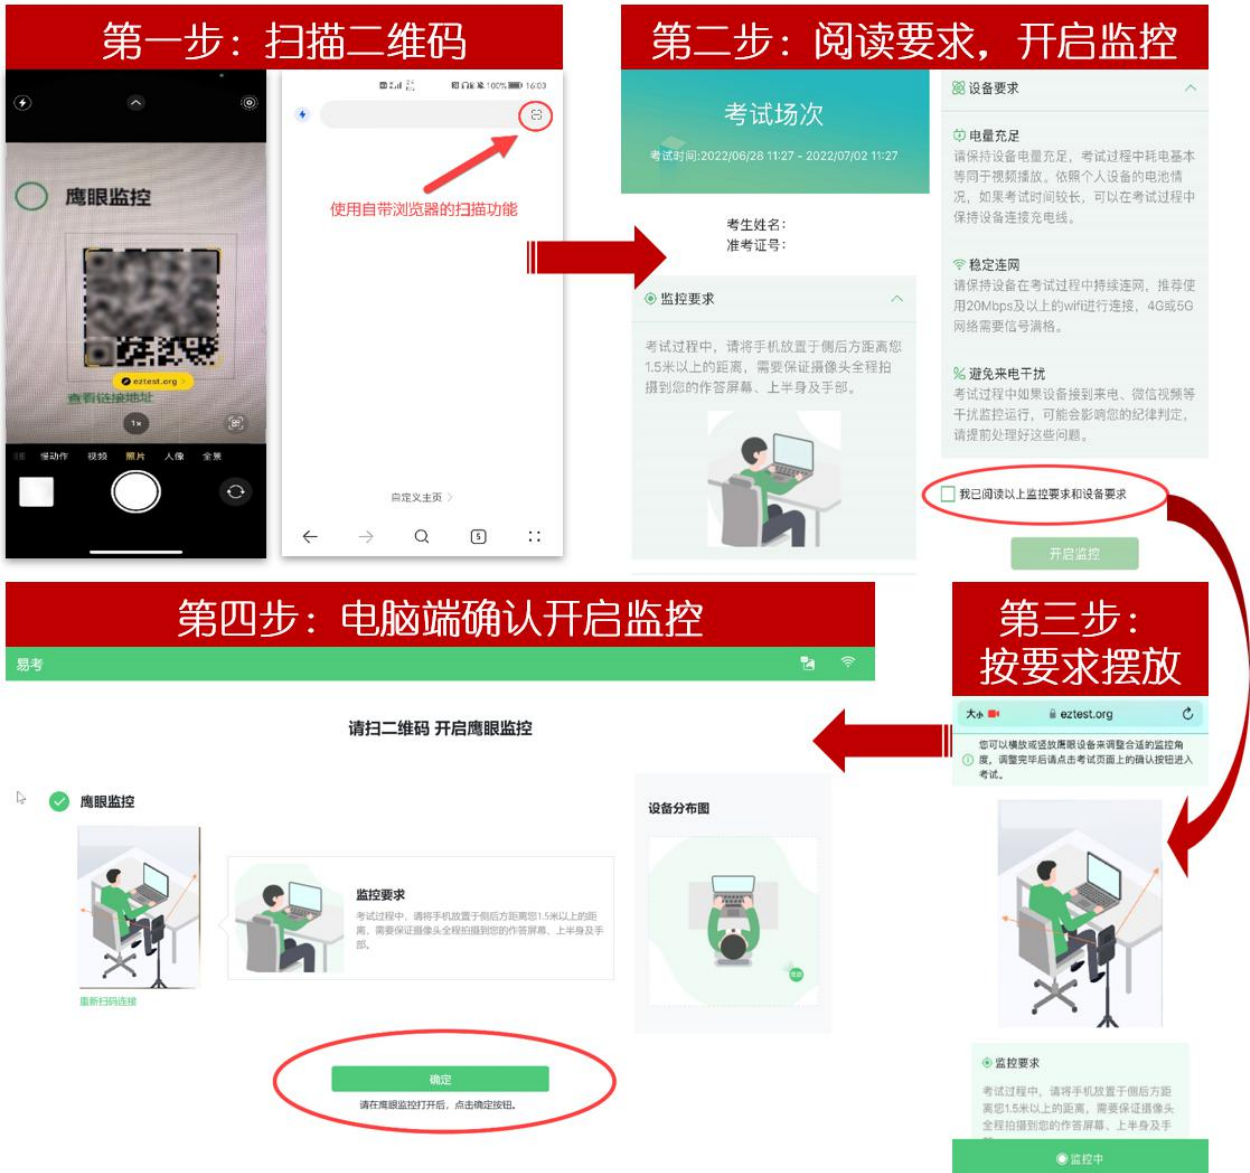 第一步：扫描二维码
鹰眼监控
eztest.org
查看链接地址
1x
慢动作 视频 照片 人像 全景
100% 16:03
使用自带浏览器的扫描功能
自定义主页
5
第二步：阅读要求，开启监控
考试场次
考试时间:2022/06/28 11:27 - 2022/07/02 11:27
考生姓名：
准考证号：
监控要求
考试过程中，请将手机放置于侧后方距离您
1.5米以上的距离，需要保证摄像头全程拍
摄到您的作答屏幕、上半身及手部。
设备要求
电量充足
请保持设备电量充足，考试过程中耗电基本
等同于视频播放。依照个人设备的电池情
况，如果考试时间较长，可以在考试过程中
保持设备连接充电线。
稳定连网
请保持设备在考试过程中持续连网，推荐使
用20Mbps及以上的wifi进行连接，4G或5G
网络需要信号满格。
避免来电干扰
考试过程中如果设备接到来电、微信视频等
干扰监控运行，可能会影响您的纪律判定，
请提前处理好这些问题。
我已阅读以上监控要求和设备要求
开启监控
第三步：
按要求摆放
大小 eztest.org
您可以横放或竖放鹰眼设备来调整合适的监控角
度，调整完毕后请点击考试页面上的确认按钮进入
考试。
监控要求
考试过程中，请将手机放置于侧后方距
离您1.5米以上的距离，需要保证摄像头
全程拍摄到您的作答屏幕、上半身及手
监控中
第四步：电脑端确认开启监控
易考
请扫二维码 开启鹰眼监控
鹰眼监控
重新扫码连接
监控要求
考试过程中，请将手机放置于侧后方距离您1.5米以上的距
离，需要保证摄像头全程拍摄到您的作答屏幕、上半身及手
部。
设备分布图
确定
请在鹰眼监控打开后，点击确定按钮。